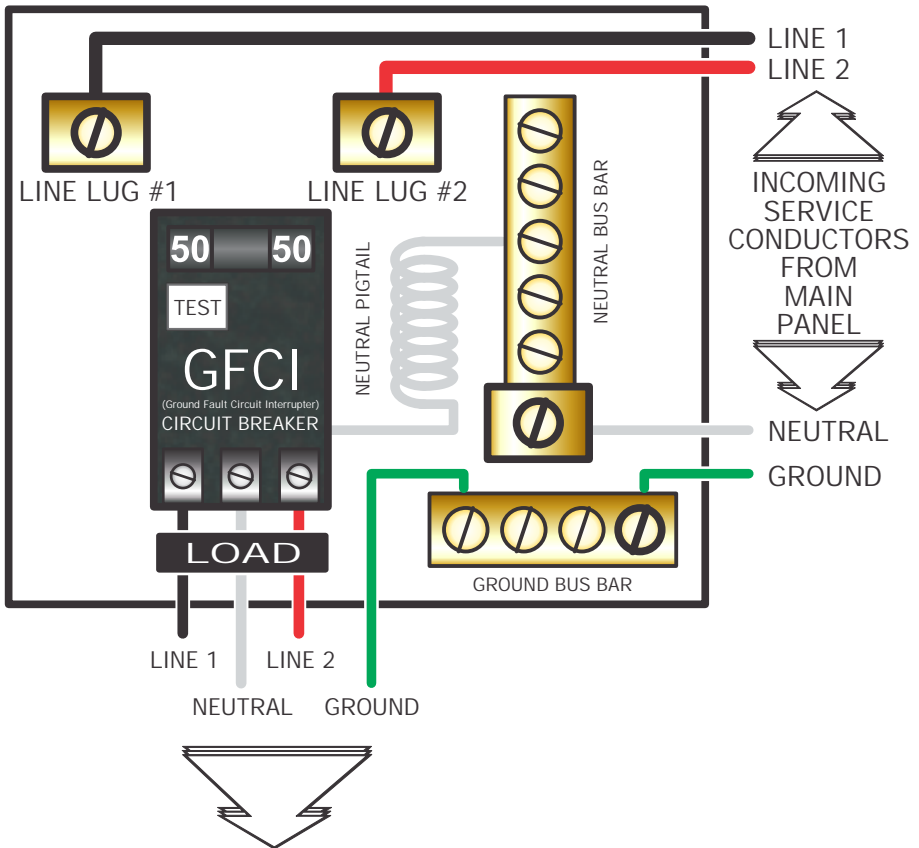 LINE 1
LINE 2
LINE LUG #1
LINE LUG #2
INCOMING
SERVICE
CONDUCTORS
FROM
MAIN
PANEL
NEUTRAL BUS BAR
NEUTRAL PIGTAIL
50 50
TEST
GFCI
(Ground Fault Circuit Interrupter)
CIRCUIT BREAKER
NEUTRAL
GROUND
LOAD
GROUND BUS BAR
LINE 1 LINE 2
NEUTRAL GROUND